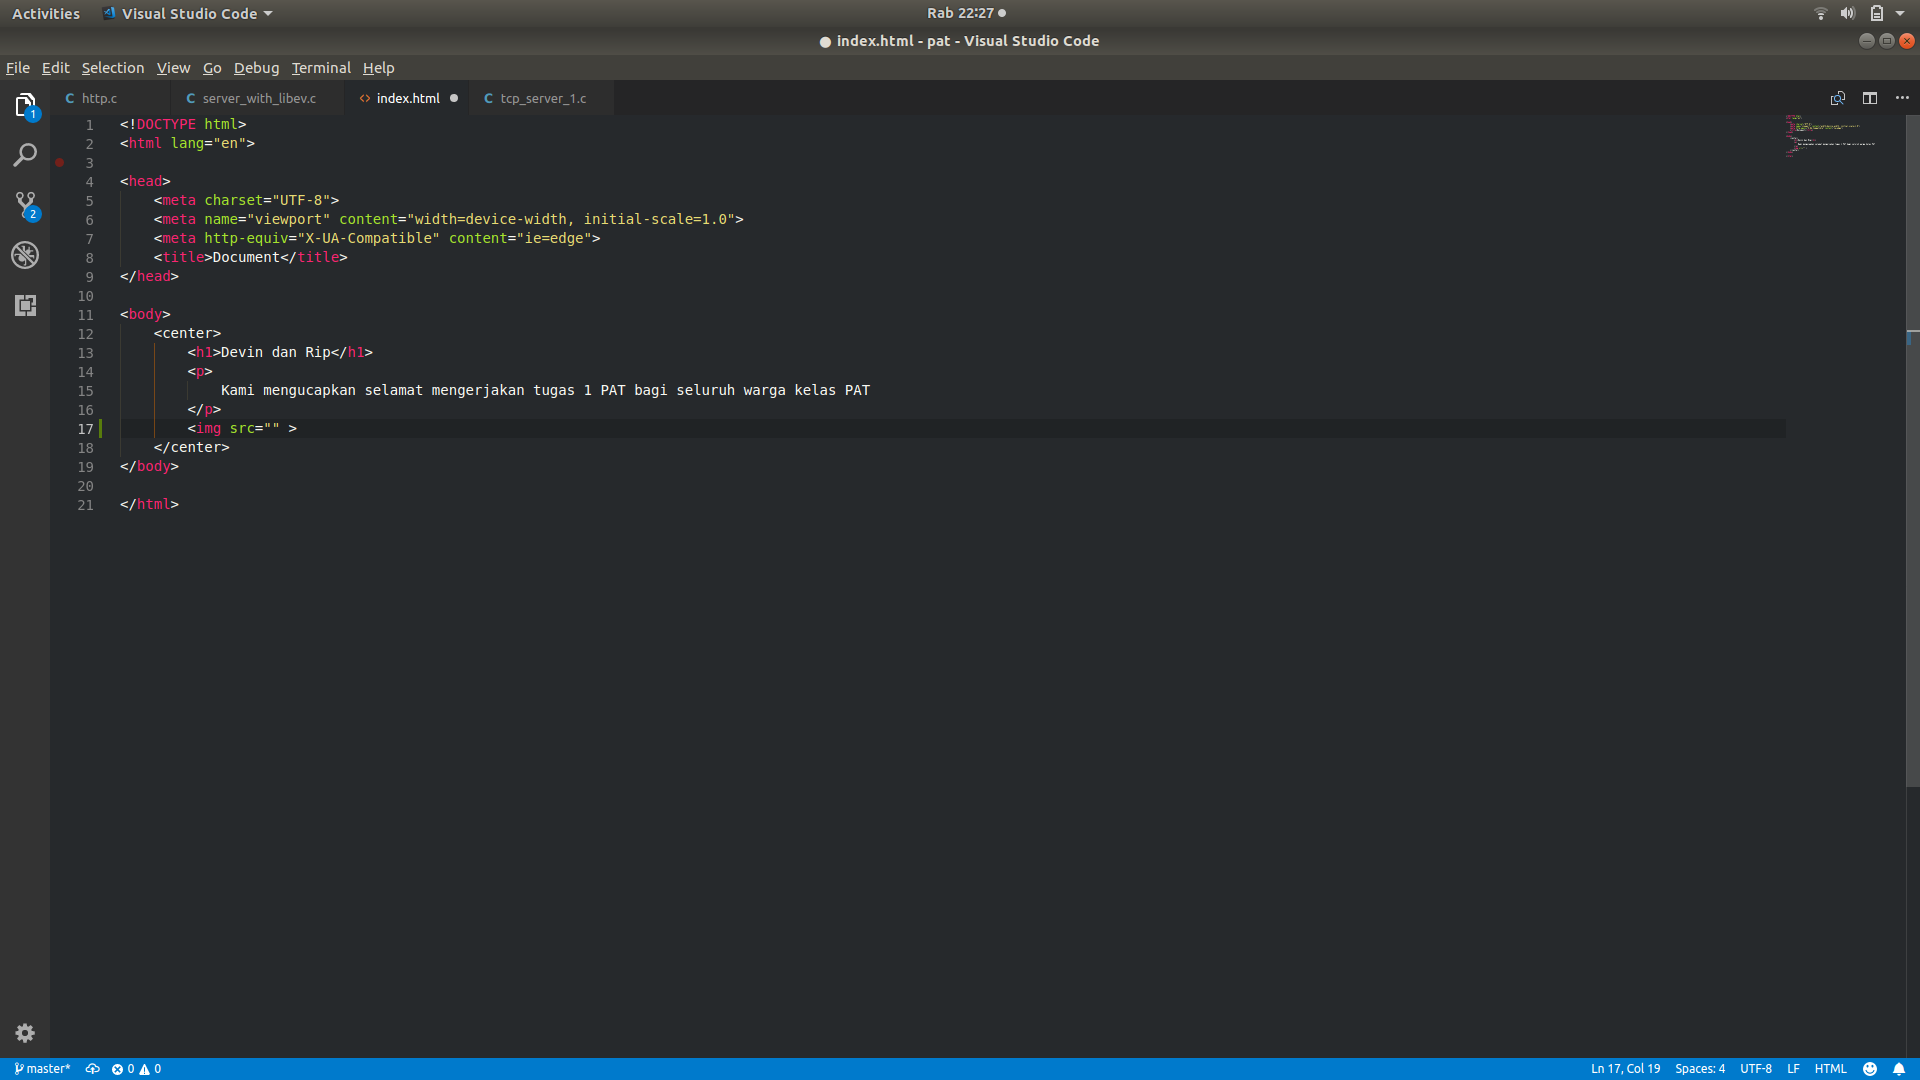 Activities Visual Studio Code Rab 22:27
index.html - pat - Visual Studio Code
File Edit Selection View Go Debug Terminal Help
1 C http.c C server_with_libev.c <> index.html C tcp_server_1.c
1 <!DOCTYPE html>
2 <html lang="en">
3
4 <head>
5 <meta charset="UTF-8">
6 <meta name="viewport" content="width=device-width, initial-scale=1.0">
2 7 <meta http-equiv="X-UA-Compatible" content="ie=edge">
8 <title>Document</title>
9 </head>
10
11 <body>
12 <center>
13 <h1>Devin dan Rip</h1>
14 <p>
15 Kami mengucapkan selamat mengerjakan tugas 1 PAT bagi seluruh warga kelas PAT
16 </p>
17 <img src="" >
18 </center>
19 </body>
20
21 </html>
master* 0 0 Ln 17, Col 19 Spaces: 4 UTF-8 LF HTML